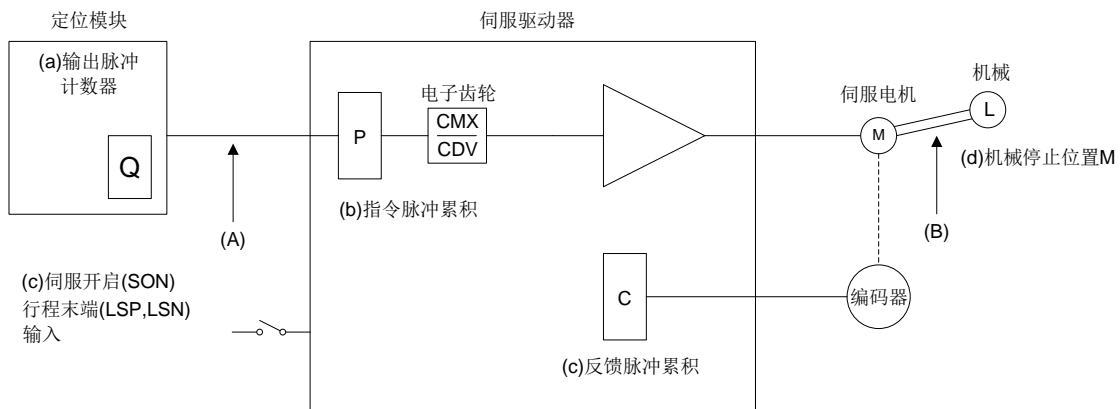 定位模块
伺服驱动器
(a)输出脉冲
计数器
Q
(A)
P
电子齿轮
CMX
CDV
(b)指令脉冲累积
伺服电机
M
机械
L
(d)机械停止位置M
(B)
(c)伺服开启(SON)
行程末端(LSP,LSN)
输入
C
(c)反馈脉冲累积
编码器